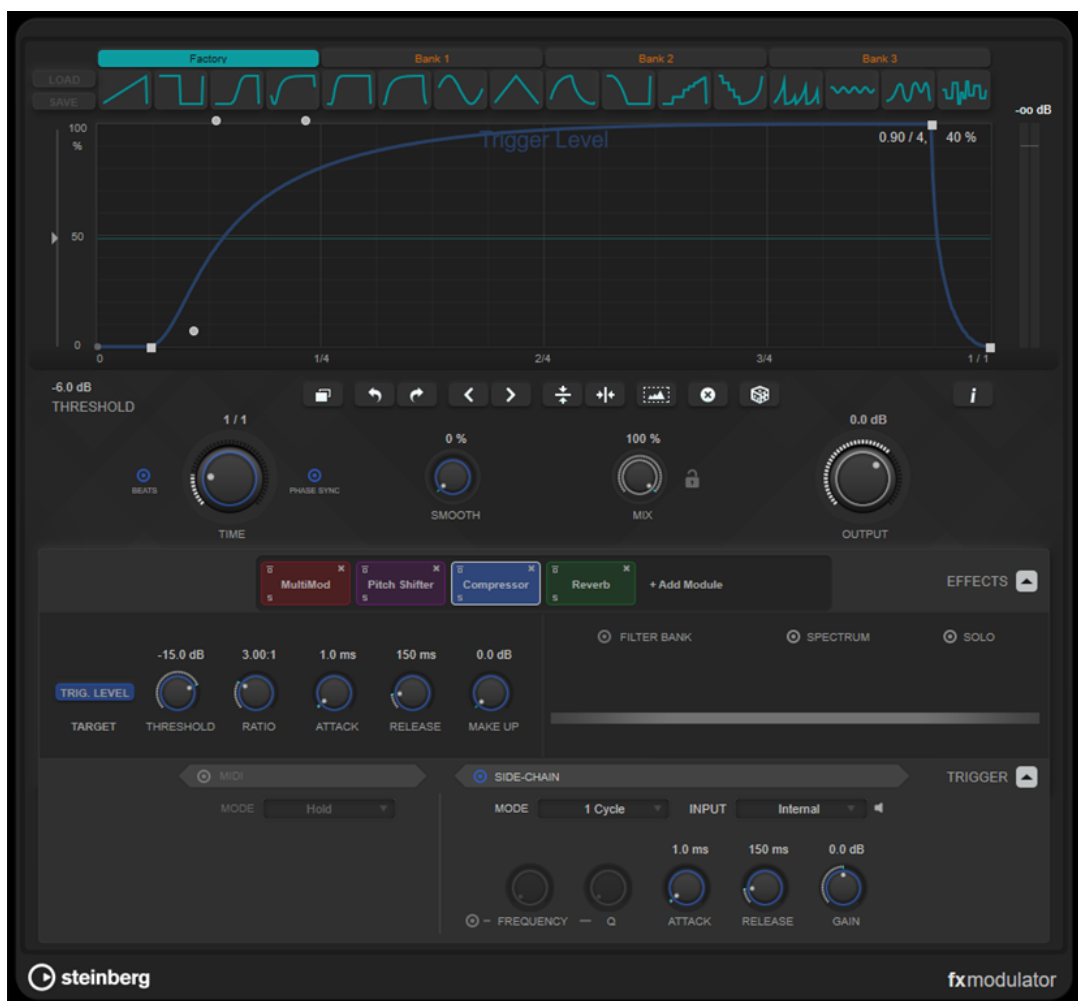 Factory Bank 1 Bank 2 Bank 3
LOAD
SAVE
-oo dB
100
%
Trigger Level
0.90 / 4, 40 %
50
0
0 1/4 2/4 3/4 1 / 1
-6.0 dB
THRESHOLD
i
1 / 1
0 %
100 %
0.0 dB
BEATS
PHASE SYNC
TIME
SMOOTH
MIX
OUTPUT
MultiMod
S
Pitch Shifter
S
Compressor
S
Reverb
S
+ Add Module
EFFECTS
FILTER BANK SPECTRUM SOLO
-15.0 dB 3.00:1 1.0 ms 150 ms 0.0 dB
TRIG. LEVEL
TARGET THRESHOLD RATIO ATTACK RELEASE MAKE UP
MIDI
SIDE-CHAIN
TRIGGER
MODE Hold
MODE 1 Cycle INPUT Internal
1.0 ms 150 ms 0.0 dB
– FREQUENCY – Q ATTACK RELEASE GAIN
steinberg
fxmodulator